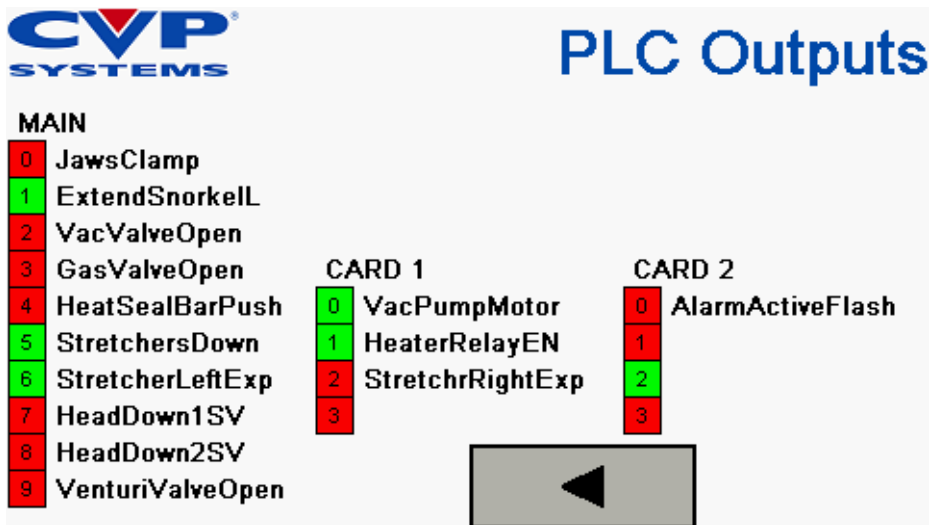 CVP
SYSTEMS
PLC Outputs
MAIN
0 JawsClamp
1 ExtendSnorkelL
2 VacValveOpen
3 GasValveOpen
4 HeatSealBarPush
5 StretchersDown
6 StretcherLeftExp
7 HeadDown1SV
8 HeadDown2SV
9 VenturiValveOpen
CARD 1
0 VacPumpMotor
1 HeaterRelayEN
2 StretchrRightExp
3
CARD 2
0 AlarmActiveFlash
1
2
3